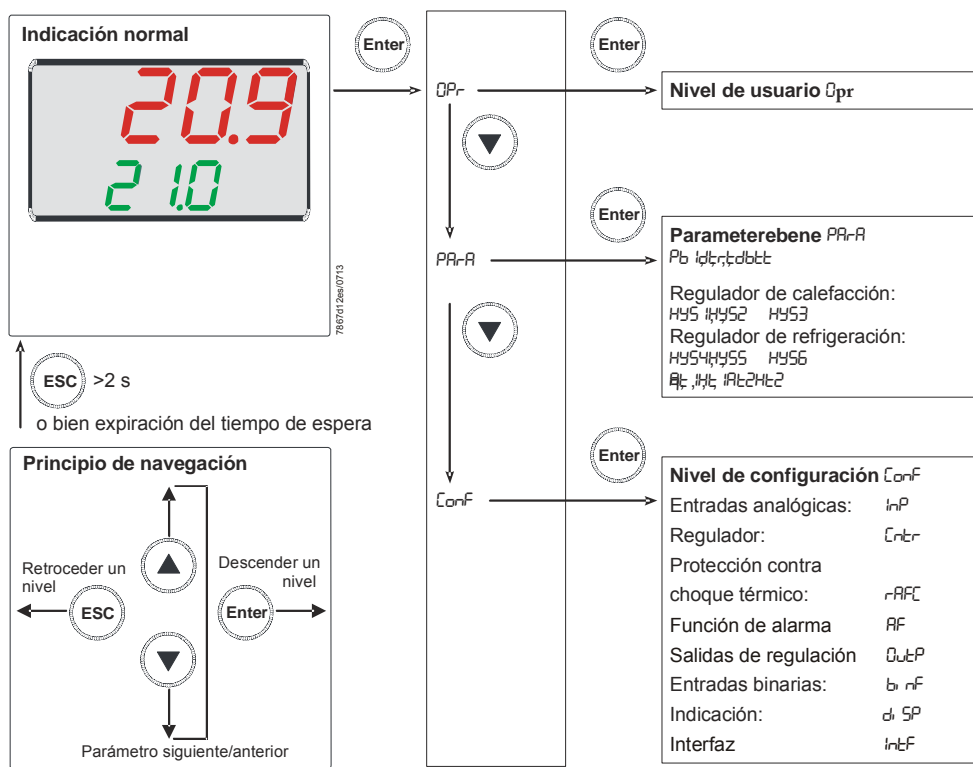 Indicación normal
20.9
21.0
7867d12es/0713
ESC >2 s
o bien expiración del tiempo de espera
Principio de navegación
Retroceder un
nivel
ESC
Descender un
nivel
Enter
Parámetro siguiente/anterior
Enter
OPr
PArA
ConF
Enter
Nivel de usuario Opr
Enter
Parameterebene PArA
Regulador de calefacción:
HYS3
Regulador de refrigeración:
HYS6
Enter
Nivel de configuración ConF
Entradas analógicas: InP
Regulador: Cntr
Protección contra
choque térmico: rAFC
Función de alarma AF
Salidas de regulación OutP
Entradas binarias: binF
Indicación: diSP
Interfaz IntF